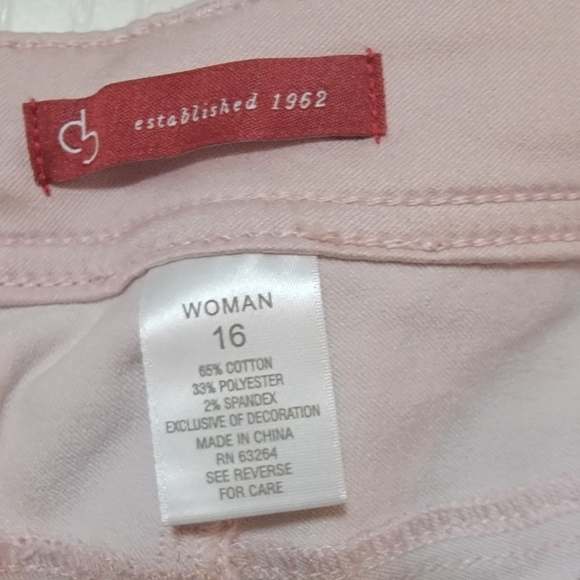 established 1962
WOMAN
16
65% COTTON
33% POLYESTER
2% SPANDEX
EXCLUSIVE OF DECORATION
MADE IN CHINA
RN 63264
SEE REVERSE
FOR CARE